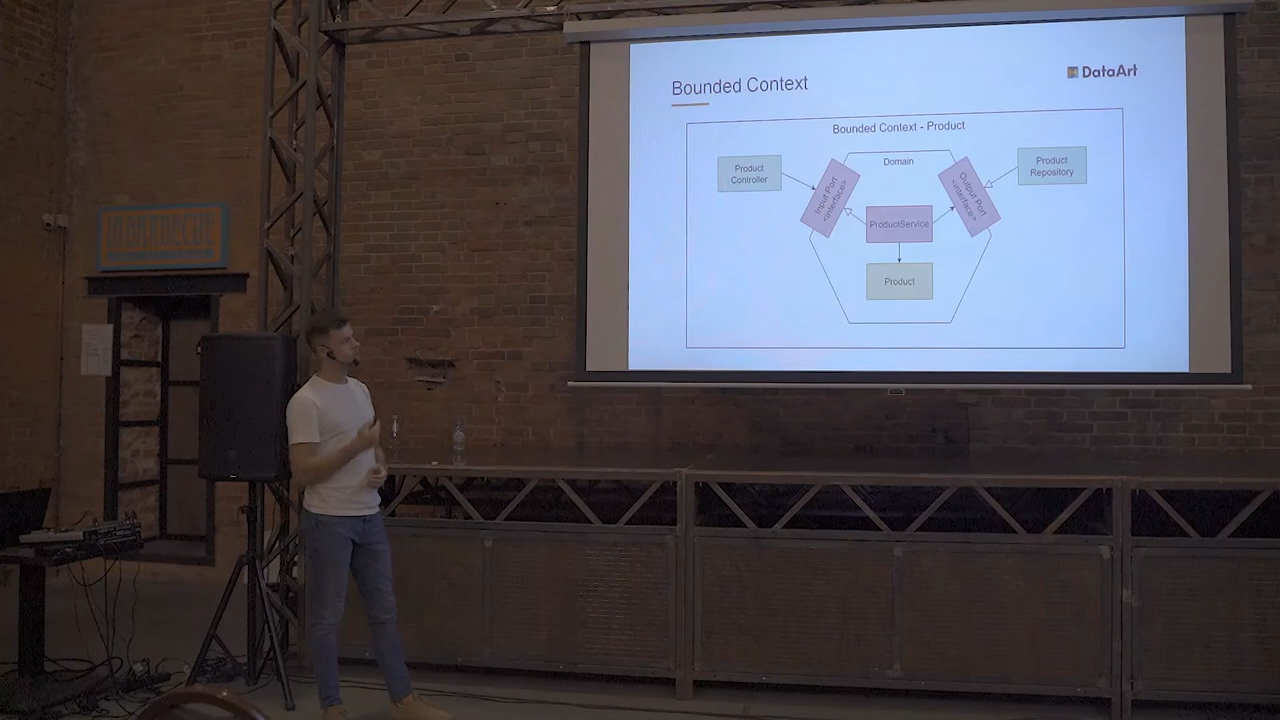 Bounded Context
DataArt
Bounded Context - Product
Product
Controller
Input Port
<interface>
Domain
Output Port
<interface>
Product
Repository
ProductService
Product